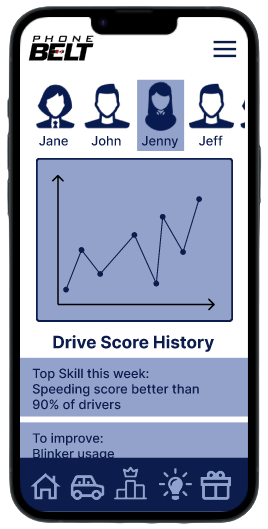 PHONE
BELT
Jane John Jenny Jeff
Drive Score History
Top Skill this week:
Speeding score better than
90% of drivers
To improve:
Blinker usage